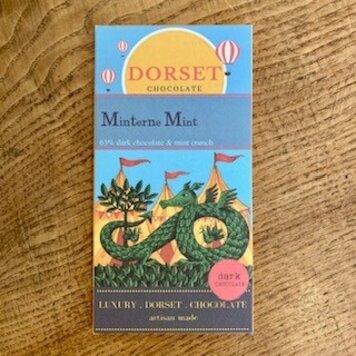 DORSET
CHOCOLATE
Minterne Mint
63% dark chocolate & mint crunch
dark
CHOCOLATE
LUXURY . DORSET . CHOCOLATE
artisan made